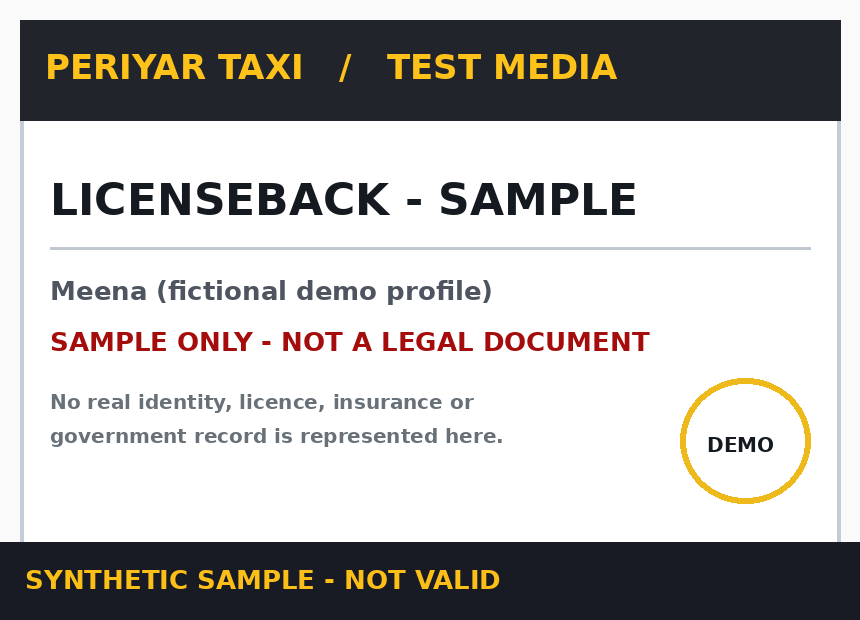 PERIYAR TAXI / TEST MEDIA
LICENSEBACK - SAMPLE
Meena (fictional demo profile)
SAMPLE ONLY - NOT A LEGAL DOCUMENT
No real identity, licence, insurance or
government record is represented here.
DEMO
SYNTHETIC SAMPLE - NOT VALID